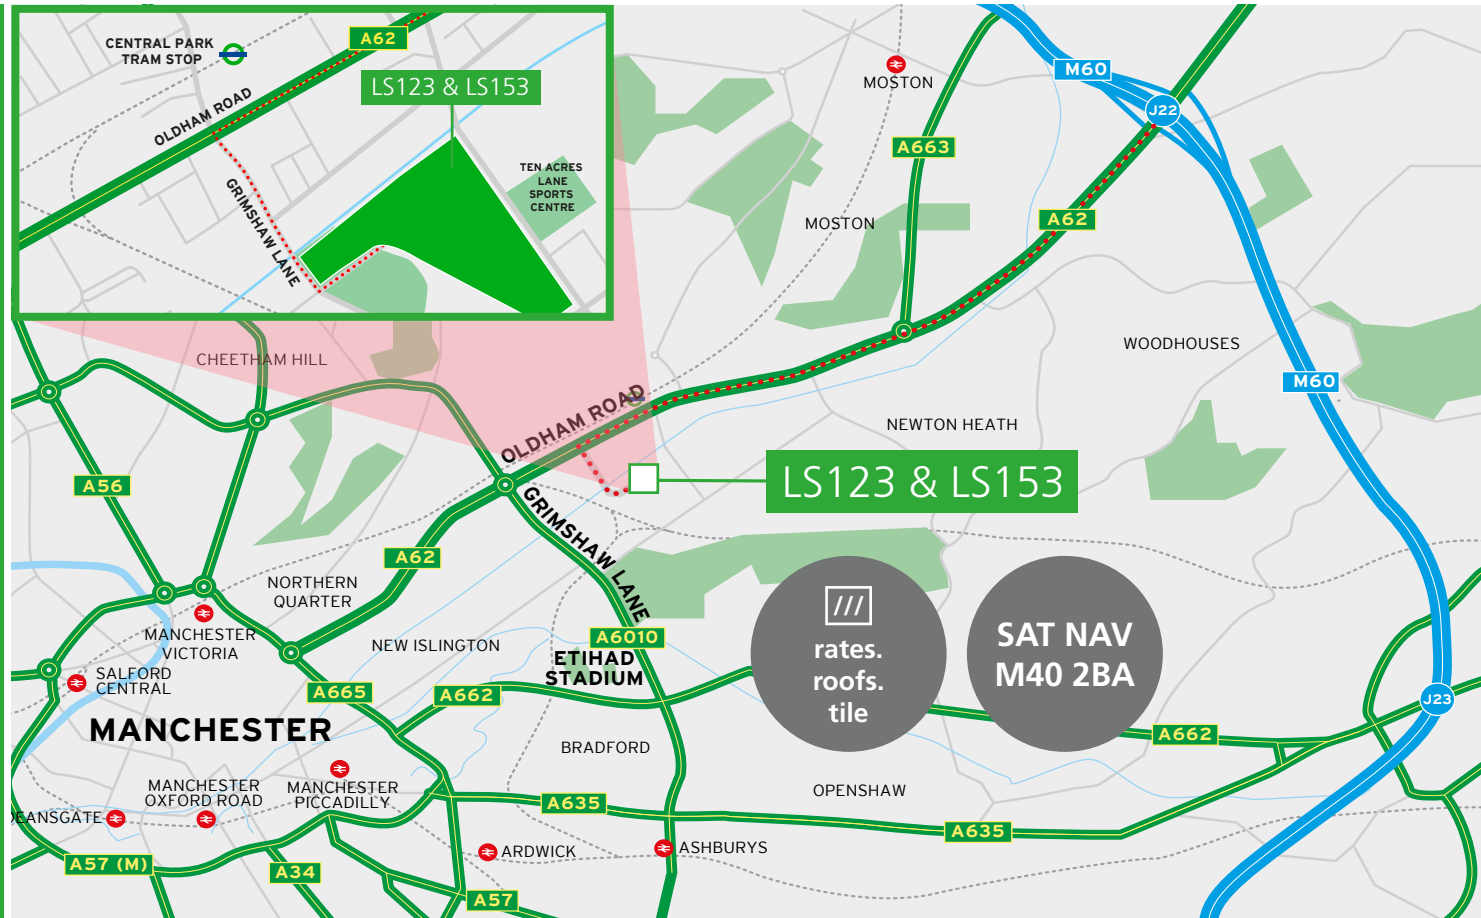 CENTRAL PARK
TRAM STOP
A62
LS123 & LS153
OLDHAM ROAD
GRIMSHAW LANE
TEN ACRES
LANE
SPORTS
CENTRE
MOSTON
M60
J22
A663
A62
MOSTON
WOODHOUSES
M60
CHEETHAM HILL
OLDHAM ROAD
NEWTON HEATH
LS123 & LS153
A56
GRIMSHAW LANE
A62
NORTHERN
QUARTER
///
rates.
roofs.
tile
SAT NAV
M40 2BA
MANCHESTER
VICTORIA
NEW ISLINGTON
A6010
ETIHAD
STADIUM
SALFORD
CENTRAL
A665
A662
J23
MANCHESTER
A662
BRADFORD
MANCHESTER
OXFORD ROAD
MANCHESTER
PICCADILLY
OPENSHAW
A635
DEANSGATE
A635
ARDWICK
ASHBURYS
A57 (M)
A34
A57